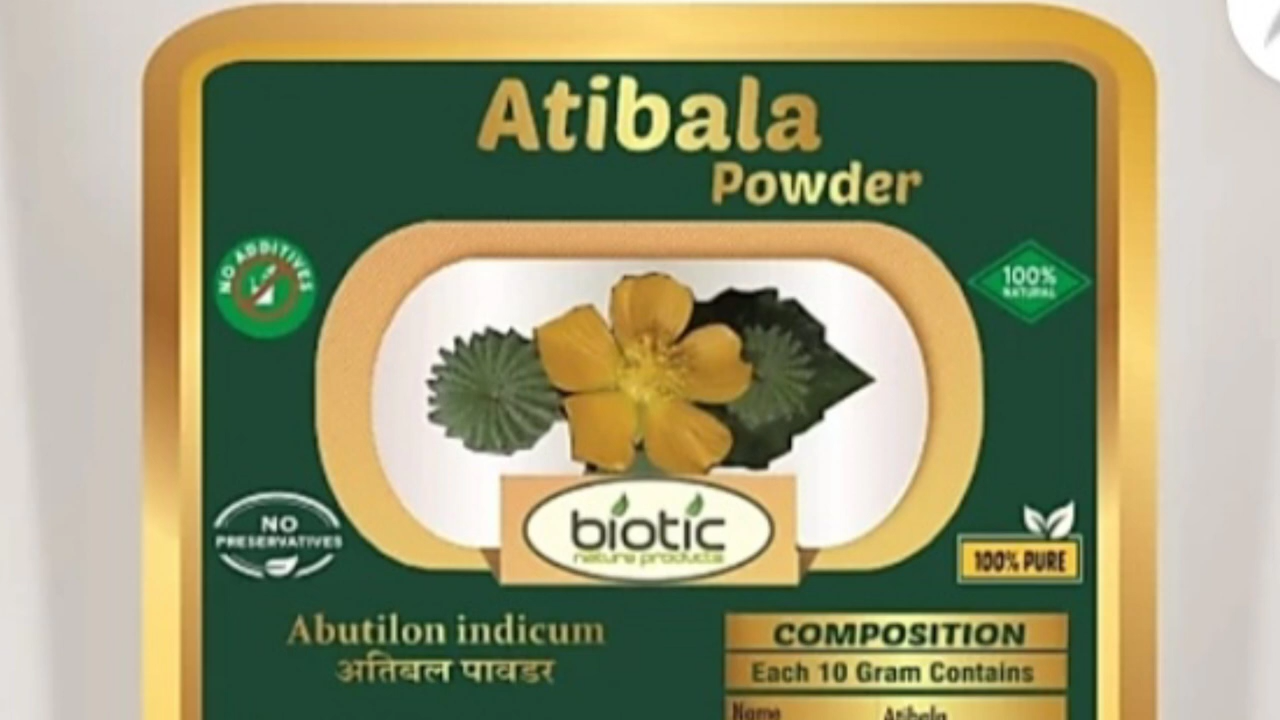 Atibala
Powder
NO ADDITIVES
100%
NATURAL
biotic
nature products
NO
PRESERVATIVES
100% PURE
Abutilon indicum
अतिबल पावडर
COMPOSITION
Each 10 Gram Contains
Name Atibala